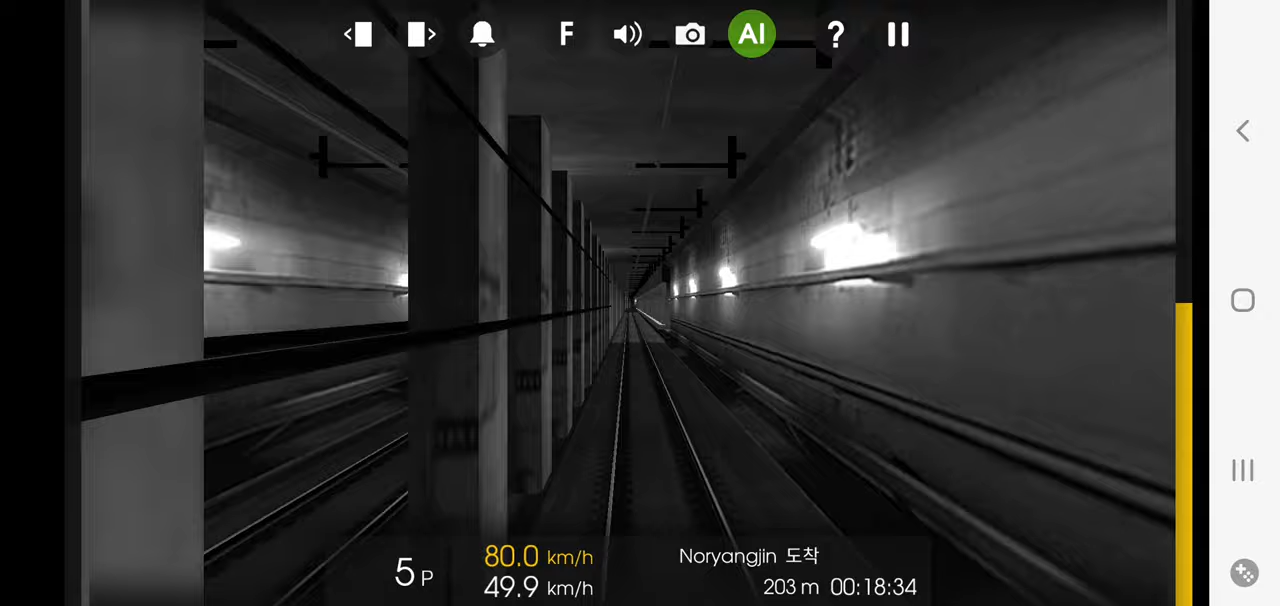 F AI ?
5 P
80.0 km/h
49.9 km/h
Noryangjin 도착
203 m 00:18:34